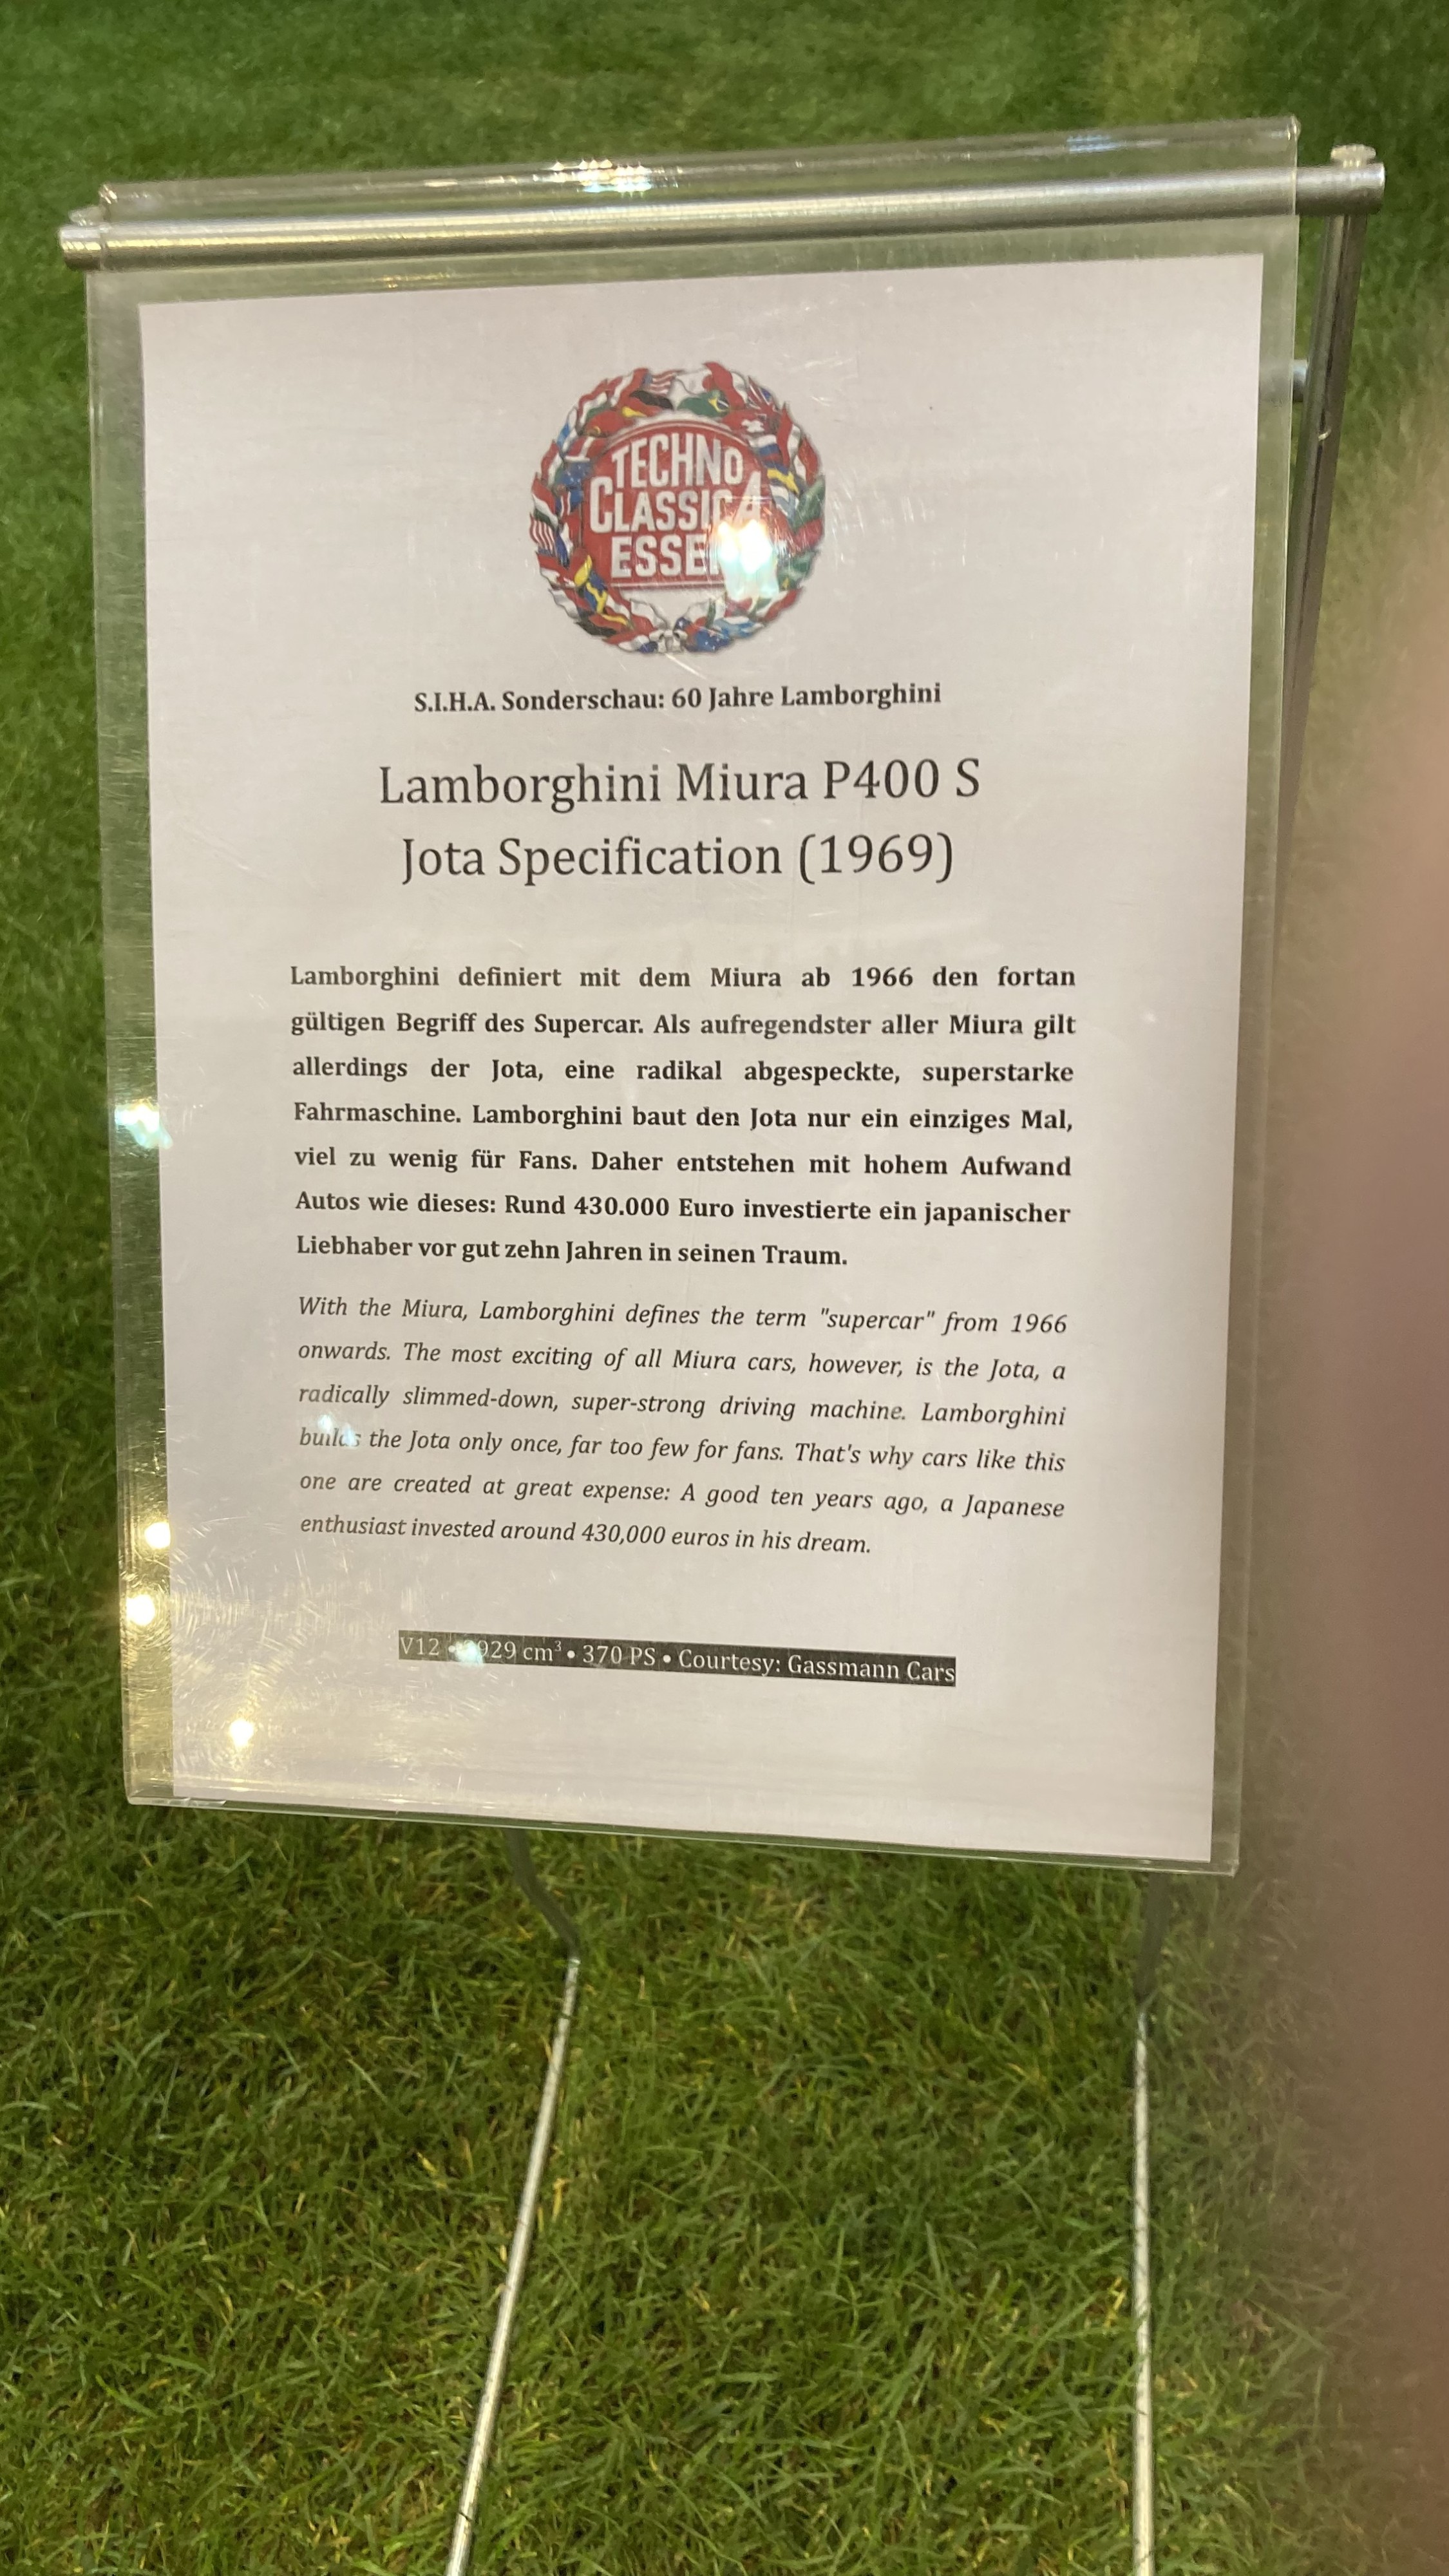 TECHNO
CLASSICA
S.I.H.A. Sonderschau: 60 Jahre Lamborghini
Lamborghini Miura P400 S
Jota Specification (1969)
Lamborghini definiert mit dem Miura ab 1966 den fortan
gültigen Begriff des Supercar. Als aufregendster aller Miura gilt
allerdings der Jota, eine radikal abgespeckte, superstarke
Fahrmaschine. Lamborghini baut den Jota nur ein einziges Mal,
viel zu wenig für Fans. Daher entstehen mit hohem Aufwand
Autos wie dieses: Rund 430.000 Euro investierte ein japanischer
Liebhaber vor gut zehn Jahren in seinen Traum.
With the Miura, Lamborghini defines the term "supercar" from 1966
onwards. The most exciting of all Miura cars, however, is the Jota, a
radically slimmed-down, super-strong driving machine. Lamborghini
builds the Jota only once, far too few for fans. That's why cars like this
one are created at great expense: A good ten years ago, a Japanese
enthusiast invested around 430,000 euros in his dream.
V12 • cm³ • 370 PS • Courtesy: Gassmann Cars